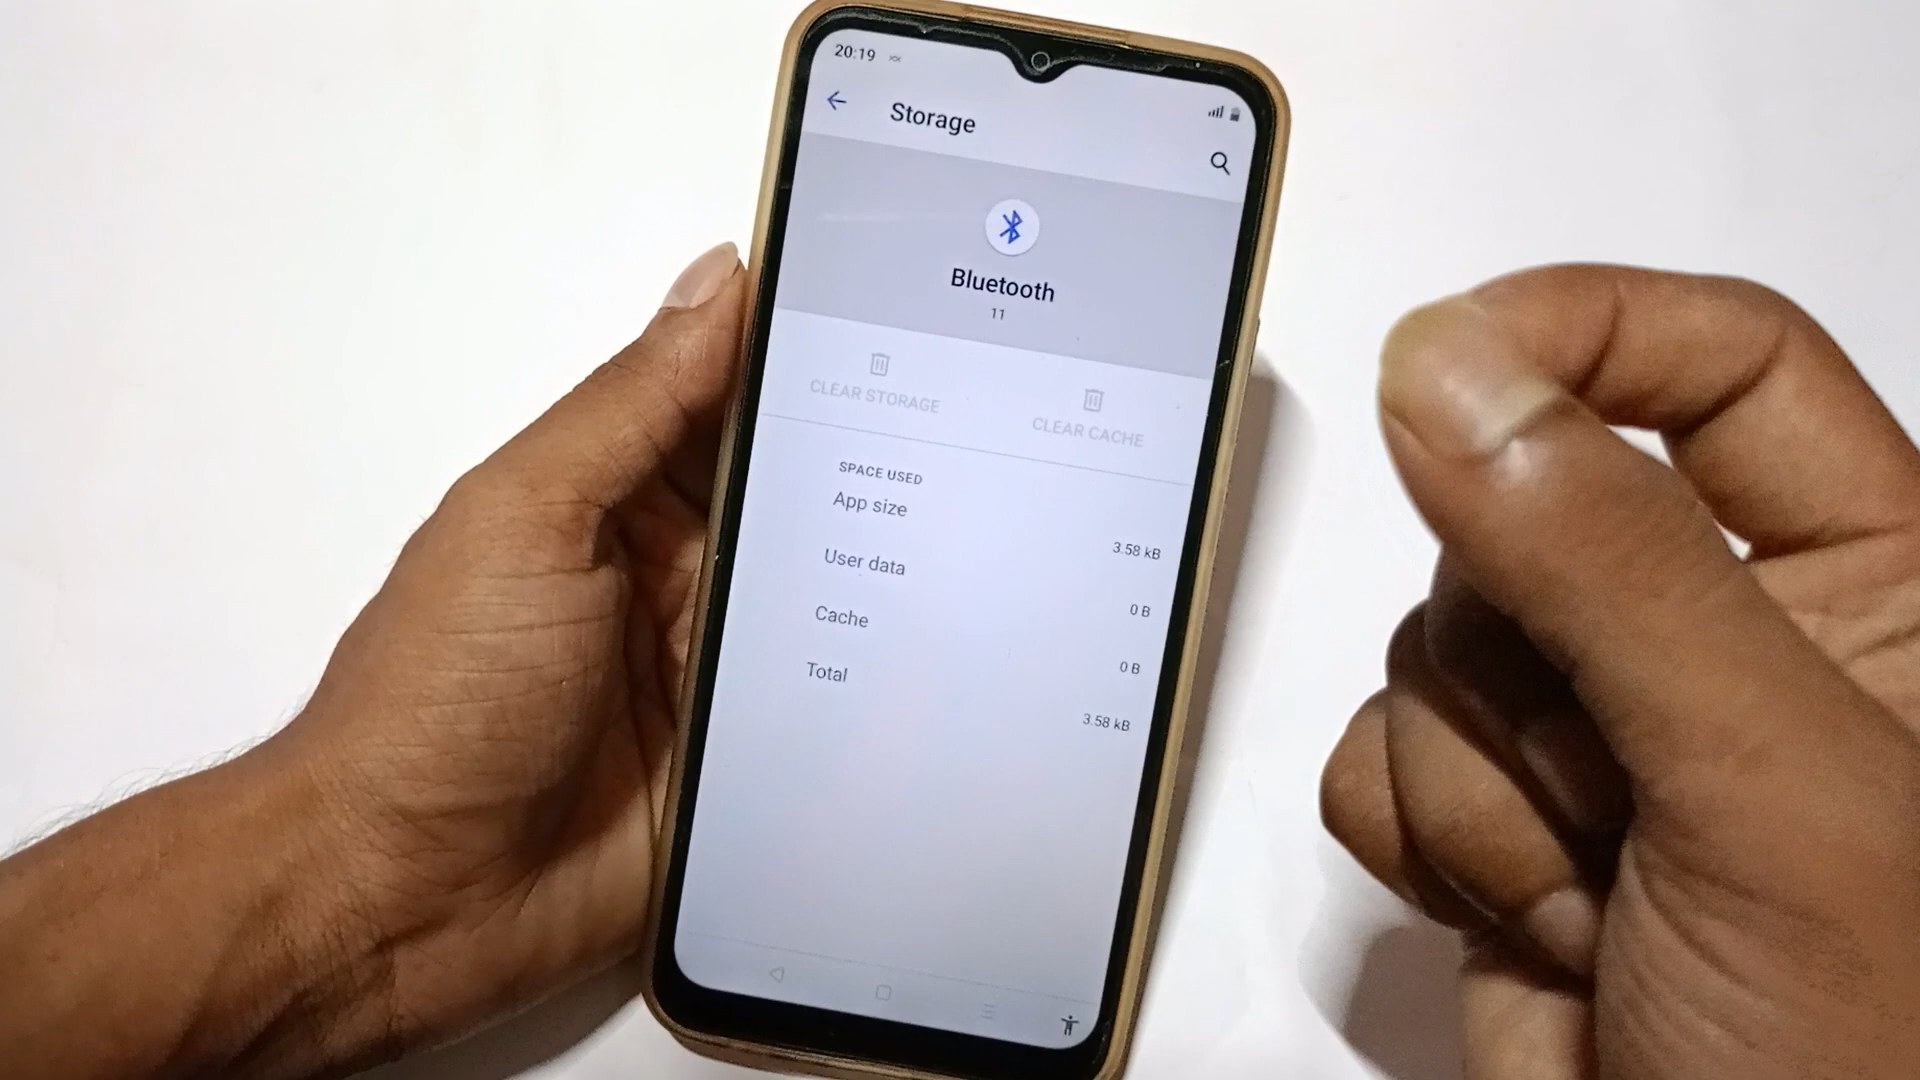 20:19
Storage
Bluetooth
11
CLEAR STORAGE
CLEAR CACHE
SPACE USED
App size
3.58 kB
User data
0 B
Cache
0 B
Total
3.58 kB